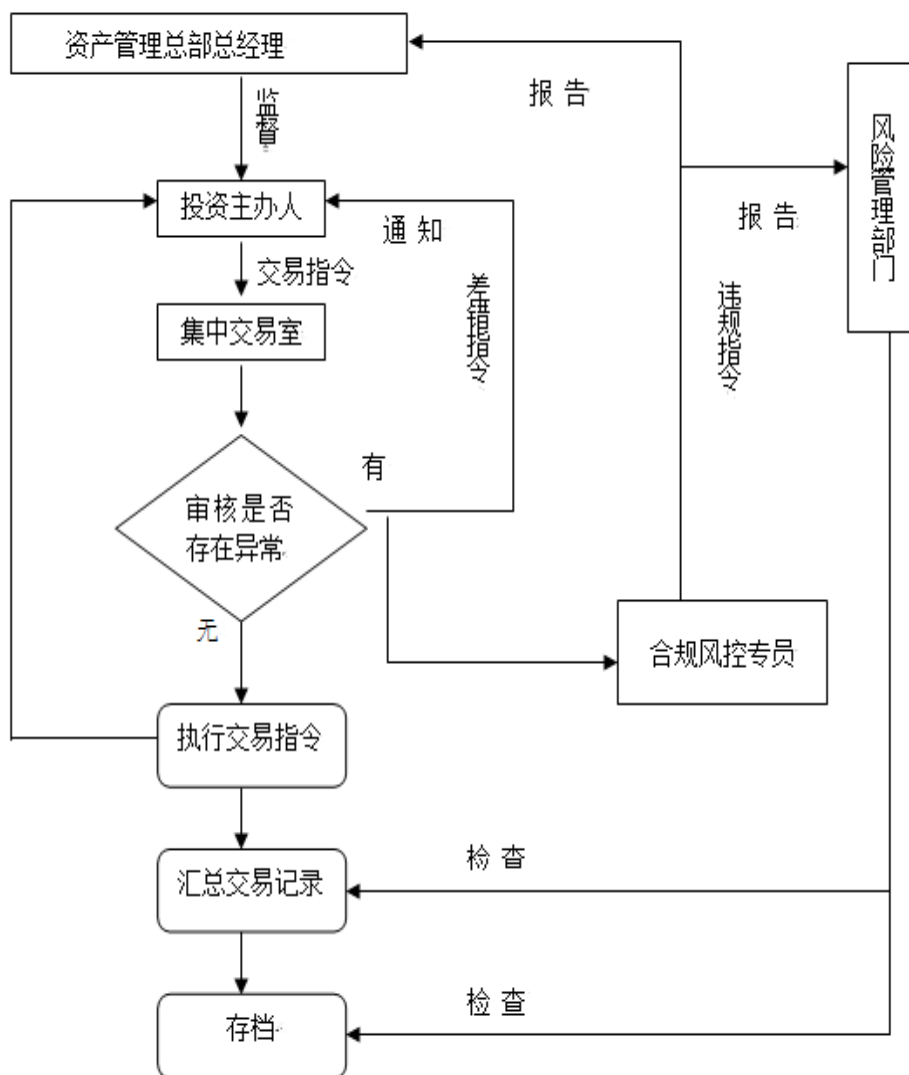 资产管理总部总经理
监督
报 告
风险管理部门
投资主办人
通 知
报 告
交易指令
差错指令
违规指令
集中交易室
有
审核是否
存在异常
无
合规风控专员
执行交易指令
检 查
汇总交易记录
检 查
存档